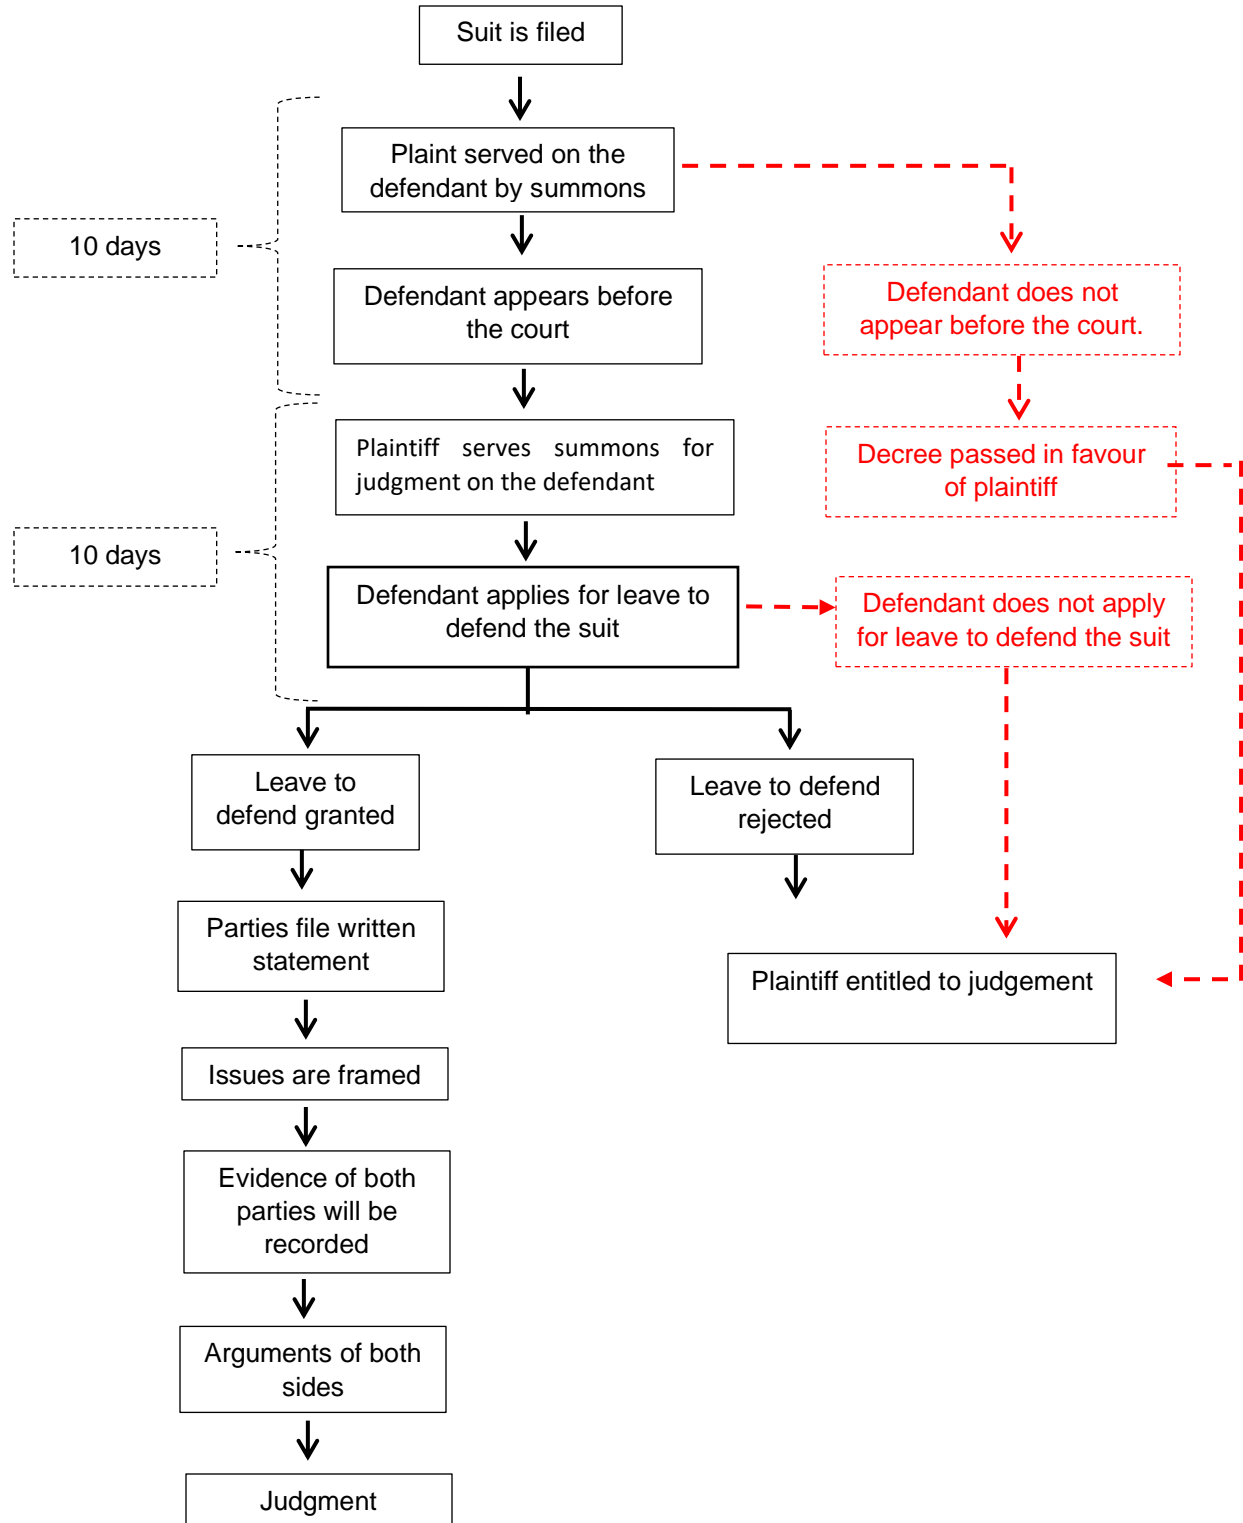 Suit is filed
Plaint served on the
defendant by summons
10 days
Defendant appears before
the court
Defendant does not
appear before the court.
Plaintiff serves summons for
judgment on the defendant
Decree passed in favour
of plaintiff
10 days
Defendant applies for leave to
defend the suit
Defendant does not apply
for leave to defend the suit
Leave to
defend granted
Leave to defend
rejected
Parties file written
statement
Plaintiff entitled to judgement
Issues are framed
Evidence of both
parties will be
recorded
Arguments of both
sides
Judgment